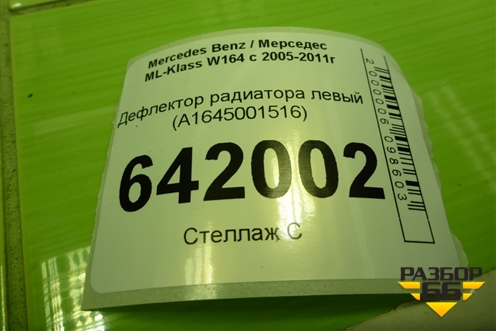 Mercedes Benz / Мерседес
ML-Klass W164 с 2005-2011г
Дефлектор радиатора левый
(A1645001516)
642002
Стеллаж С
2000006098603
РАЗБОР
66